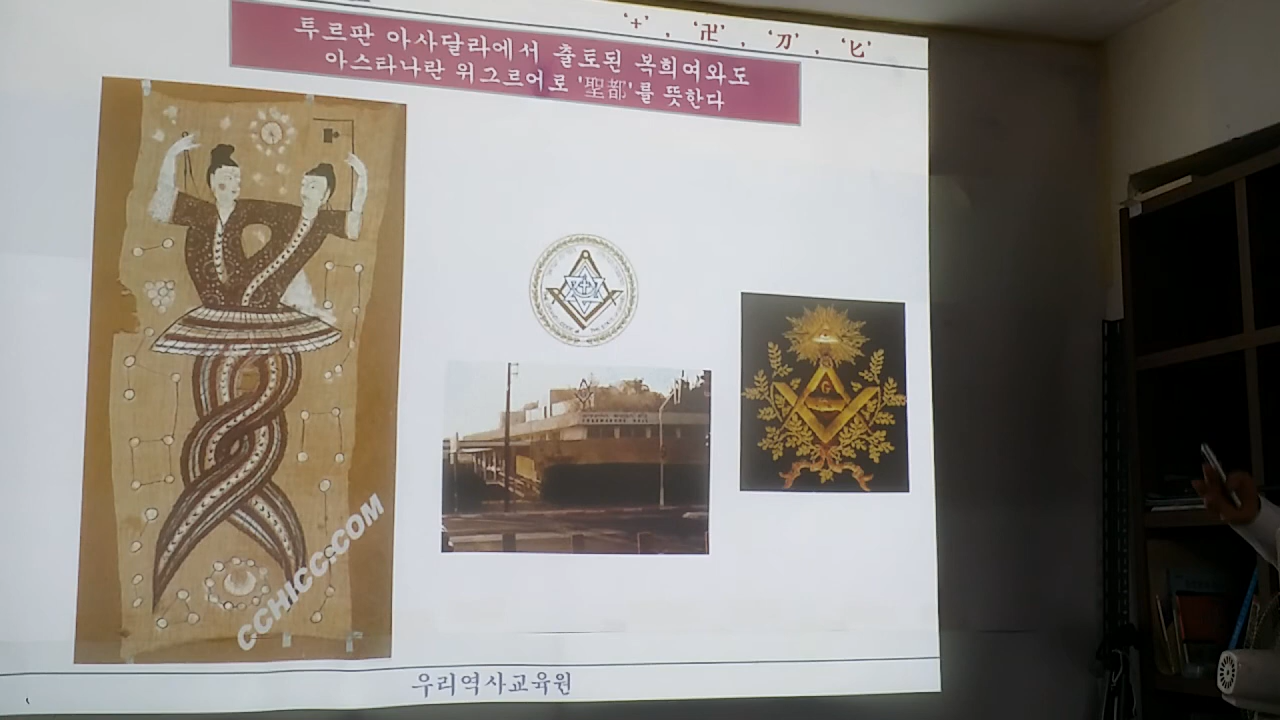 '+', '卍', '刀', '匕'
투르판 아사달라에서 출토된 복희여와도
아스타나란 위그르어로 '聖都'를 뜻한다
G
CCHICC.COM
우리역사교육원